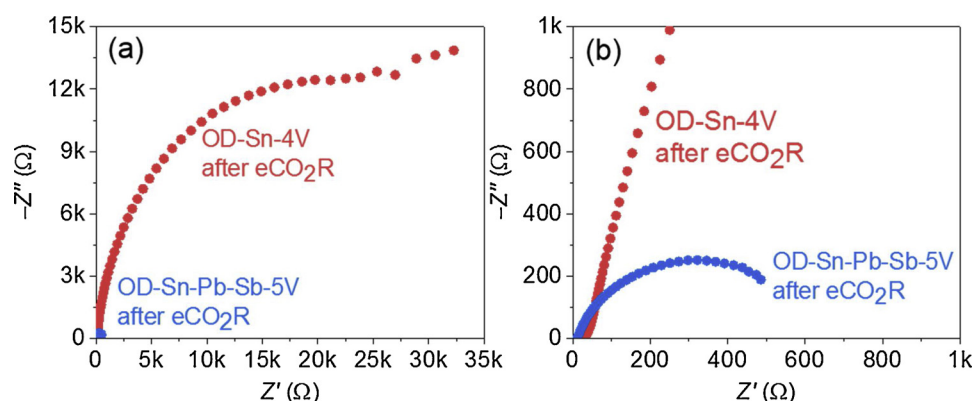 (a)
15k
12k
9k
6k
3k
0
–Z″ (Ω)
OD-Sn-4V
after eCO2R
OD-Sn-Pb-Sb-5V
after eCO2R
0 5k 10k 15k 20k 25k 30k 35k
Z′ (Ω)
(b)
1k
800
600
400
200
0
–Z″ (Ω)
OD-Sn-4V
after eCO2R
OD-Sn-Pb-Sb-5V
after eCO2R
0 200 400 600 800 1k
Z′ (Ω)